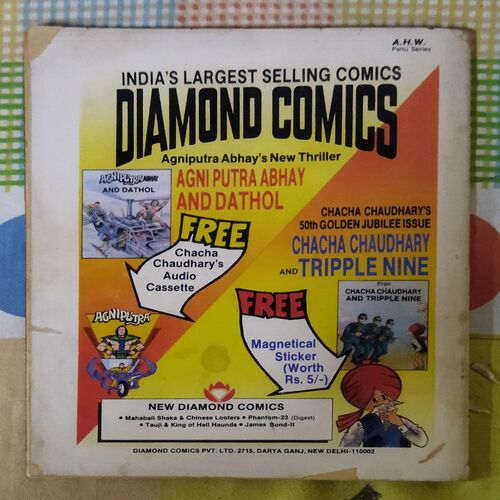 A.H.W.
Paltu Series
INDIA'S LARGEST SELLING COMICS
DIAMOND COMICS
Agniputra Abhay's New Thriller
AGNIPUTRA ABHAY
AND DATHOL
AGNI PUTRA ABHAY
AND DATHOL
FREE
Chacha
Chaudhary's
Audio
Cassette
CHACHA CHAUDHARY'S
50th GOLDEN JUBILEE ISSUE
CHACHA CHAUDHARY
AND TRIPPLE NINE
Pran
CHACHA CHAUDHARY
AND TRIPPLE NINE
FREE
Magnetical
Sticker
(Worth
Rs. 5/-)
AGNIPUTRA
NEW DIAMOND COMICS
• Mahabali Shaka & Chinese Looters • Phantom-23 (Digest)
• Tauji & King of Hell Haunds • James Bond-II
DIAMOND COMICS PVT. LTD. 2715, DARYA GANJ, NEW DELHI-110002